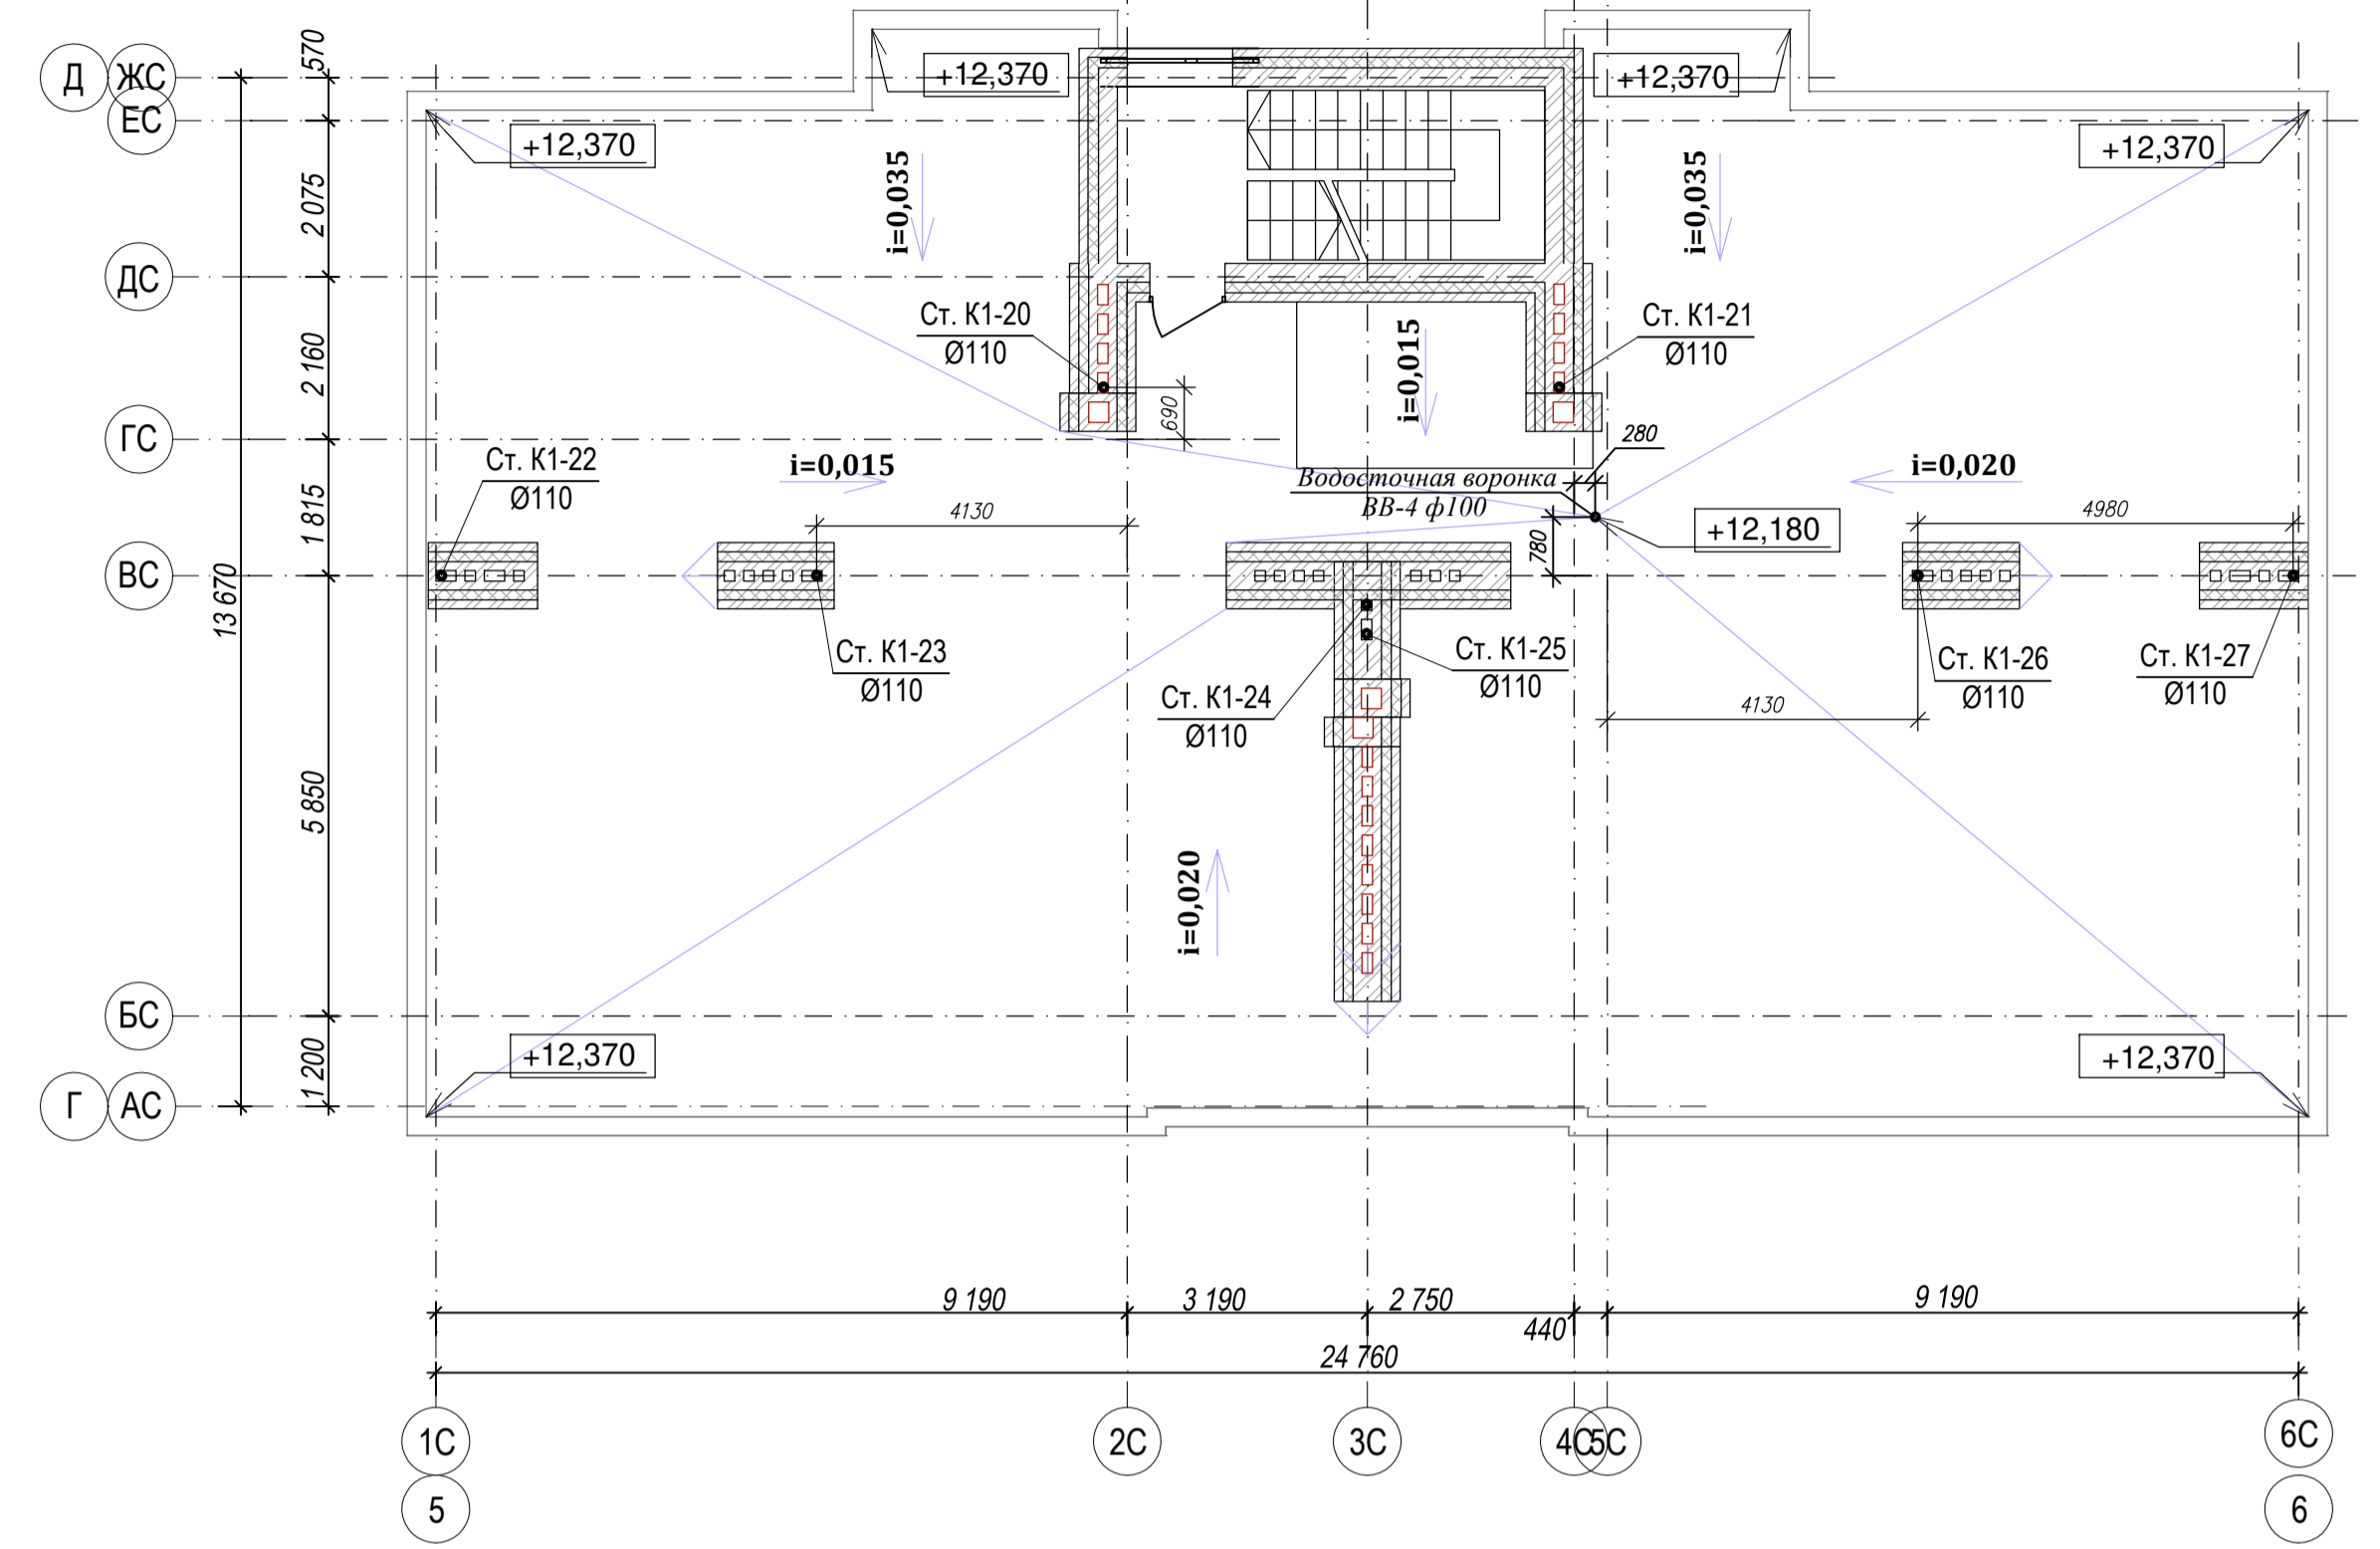 570
Д
ЖС
+12,370
+12,370
ЕС
+12,370
+12,370
i=0,035
i=0,035
2 075
ДС
Ст. К1-20
Ø110
Ст. К1-21
Ø110
i=0,015
2 160
690
ГС
280
Ст. К1-22
Ø110
i=0,015
Водосточная воронка
ВВ-4 ф100
i=0,020
1 815
4130
780
+12,180
4980
ВС
13 670
Ст. К1-23
Ø110
Ст. К1-24
Ø110
Ст. К1-25
Ø110
Ст. К1-26
Ø110
Ст. К1-27
Ø110
4130
5 850
i=0,020
БС
+12,370
+12,370
1 200
Г
АС
9 190
3 190
2 750
440
9 190
24 760
1С
2С
3С
4С
5С
6С
5
6